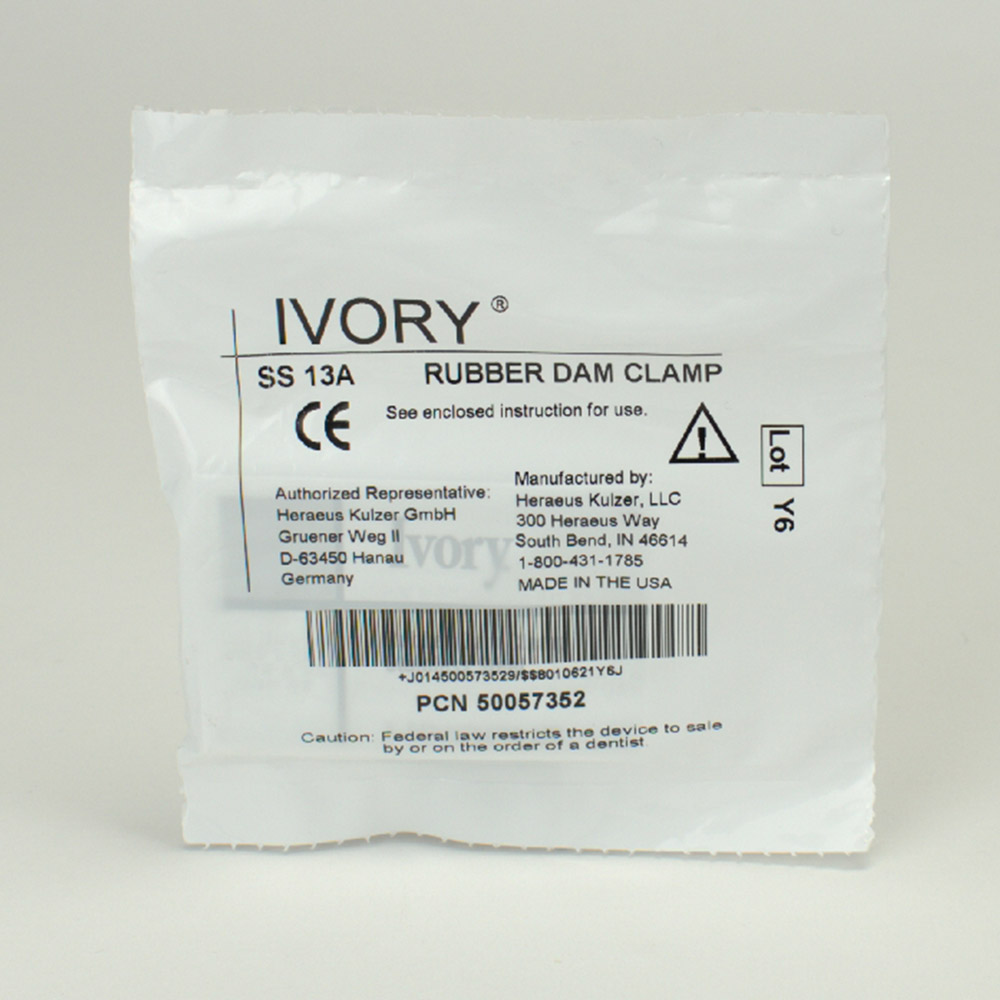 IVORY®
SS 13A RUBBER DAM CLAMP
CE See enclosed instruction for use.
Lot Y6
Authorized Representative:
Heraeus Kulzer GmbH
Gruener Weg II
D-63450 Hanau
Germany
Manufactured by:
Heraeus Kulzer, LLC
300 Heraeus Way
South Bend, IN 46614
1-800-431-1785
MADE IN THE USA
Ivory
+J014500573529/$$8010621Y6J
PCN 50057352
Caution: Federal law restricts the device to sale
by or on the order of a dentist.